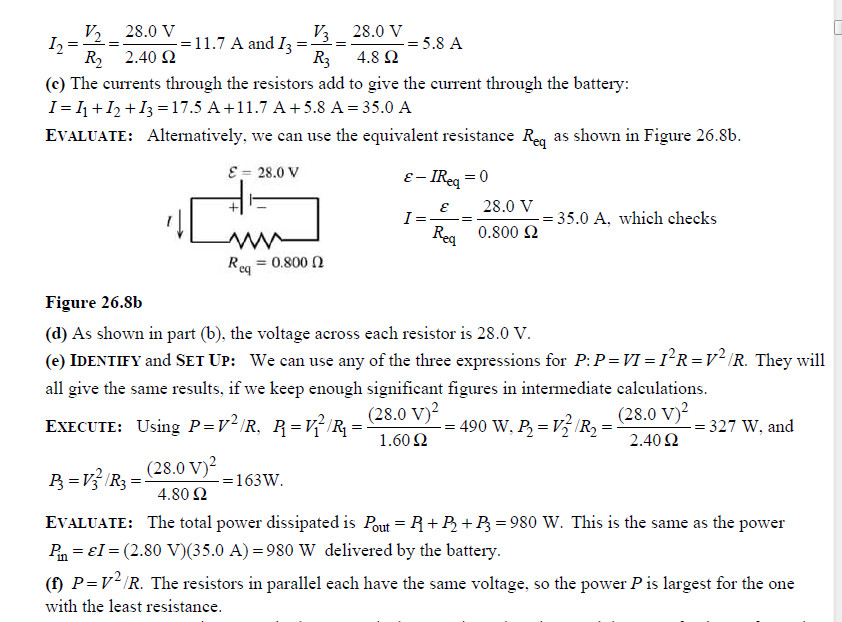 I₂ = V₂/R₂ = 28.0 V/2.40 Ω = 11.7 A and I₃ = V₃/R₃ = 28.0 V/4.8 Ω = 5.8 A
(c) The currents through the resistors add to give the current through the battery:
I = I₁ + I₂ + I₃ = 17.5 A + 11.7 A + 5.8 A = 35.0 A
EVALUATE: Alternatively, we can use the equivalent resistance R_eq as shown in Figure 26.8b.
ε = 28.0 V
+ −
I
R_eq = 0.800 Ω
ε − IR_eq = 0
I = ε/R_eq = 28.0 V/0.800 Ω = 35.0 A, which checks
Figure 26.8b
(d) As shown in part (b), the voltage across each resistor is 28.0 V.
(e) IDENTIFY and SET UP: We can use any of the three expressions for P: P = VI = I²R = V²/R. They will
all give the same results, if we keep enough significant figures in intermediate calculations.
EXECUTE: Using P = V²/R, P₁ = V₁²/R₁ = (28.0 V)²/1.60 Ω = 490 W, P₂ = V₂²/R₂ = (28.0 V)²/2.40 Ω = 327 W, and
P₃ = V₃²/R₃ = (28.0 V)²/4.80 Ω = 163W.
EVALUATE: The total power dissipated is P_out = P₁ + P₂ + P₃ = 980 W. This is the same as the power
P_in = εI = (2.80 V)(35.0 A) = 980 W delivered by the battery.
(f) P = V²/R. The resistors in parallel each have the same voltage, so the power P is largest for the one
with the least resistance.